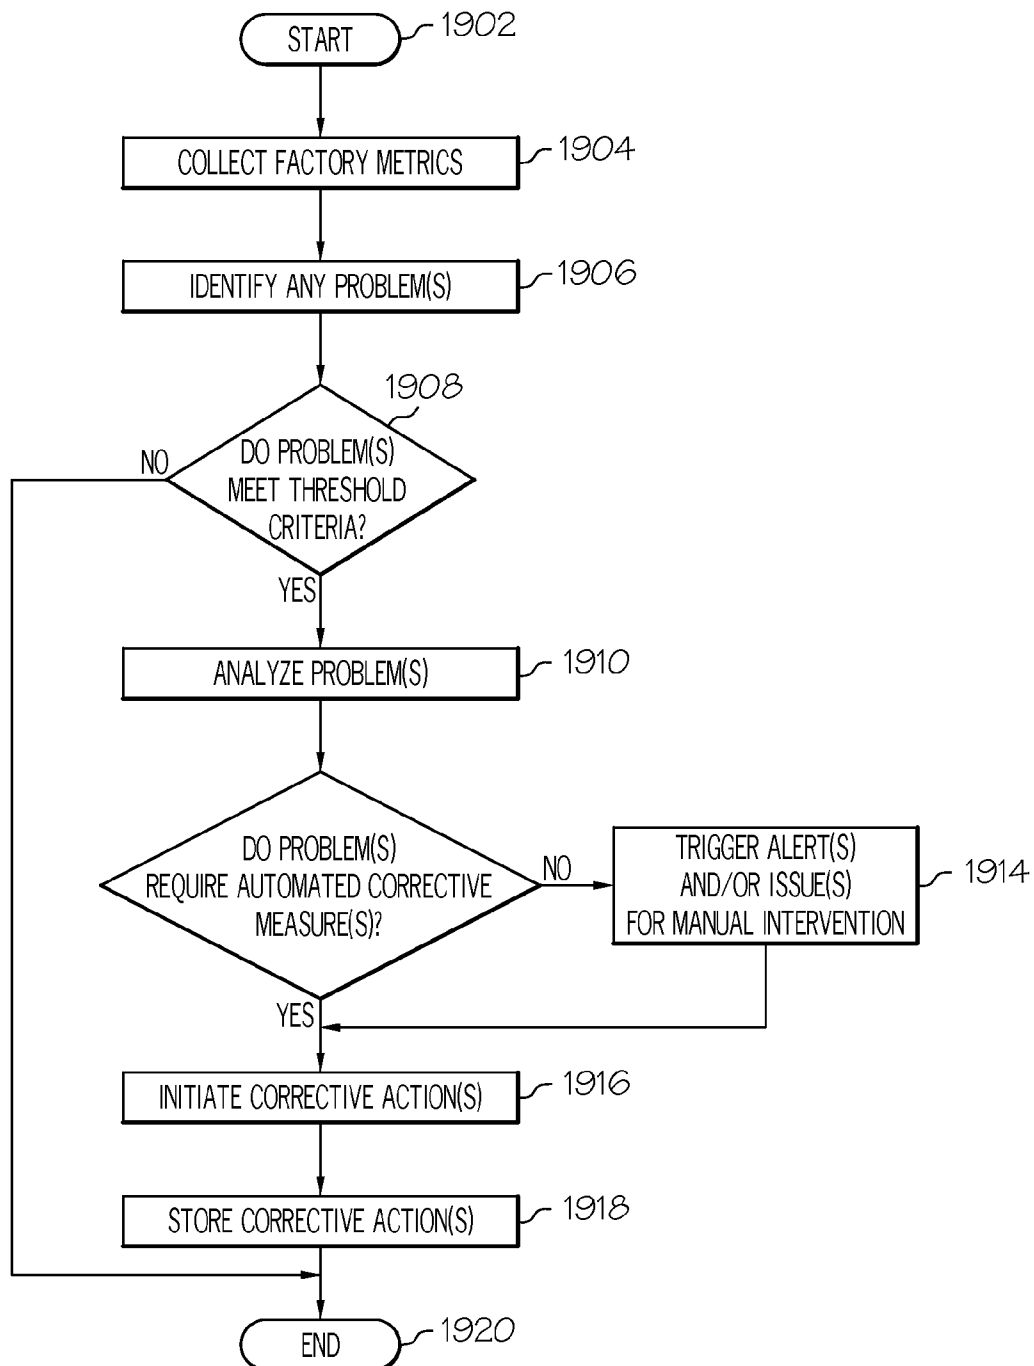 START
1902
COLLECT FACTORY METRICS
1904
IDENTIFY ANY PROBLEM(S)
1906
1908
DO PROBLEM(S)
MEET THRESHOLD
CRITERIA?
NO
YES
ANALYZE PROBLEM(S)
1910
DO PROBLEM(S)
REQUIRE AUTOMATED CORRECTIVE
MEASURE(S)?
NO
TRIGGER ALERT(S)
AND/OR ISSUE(S)
FOR MANUAL INTERVENTION
1914
YES
INITIATE CORRECTIVE ACTION(S)
1916
STORE CORRECTIVE ACTION(S)
1918
END
1920